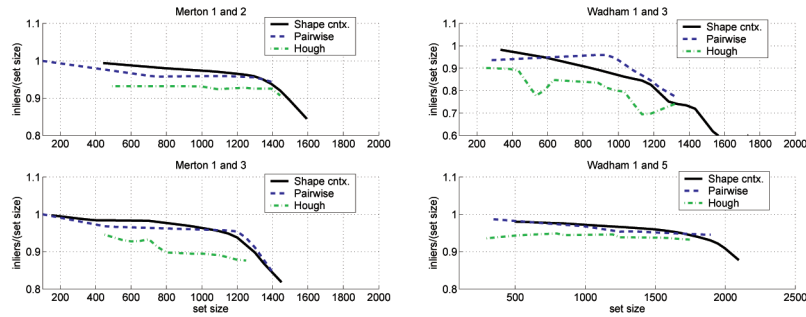 Merton 1 and 2
1.1
1
0.9
0.8
inliers/(set size)
Shape cntx.
Pairwise
Hough
200 400 600 800 1000 1200 1400 1600 1800 2000
Wadham 1 and 3
1.1
1
0.9
0.8
0.7
0.6
inliers/(set size)
Shape cntx.
Pairwise
Hough
200 400 600 800 1000 1200 1400 1600 1800 2000
Merton 1 and 3
1.1
1
0.9
0.8
inliers/(set size)
Shape cntx.
Pairwise
Hough
200 400 600 800 1000 1200 1400 1600 1800 2000
set size
Wadham 1 and 5
1.1
1
0.9
0.8
inliers/(set size)
Shape cntx.
Pairwise
Hough
500 1000 1500 2000 2500
set size